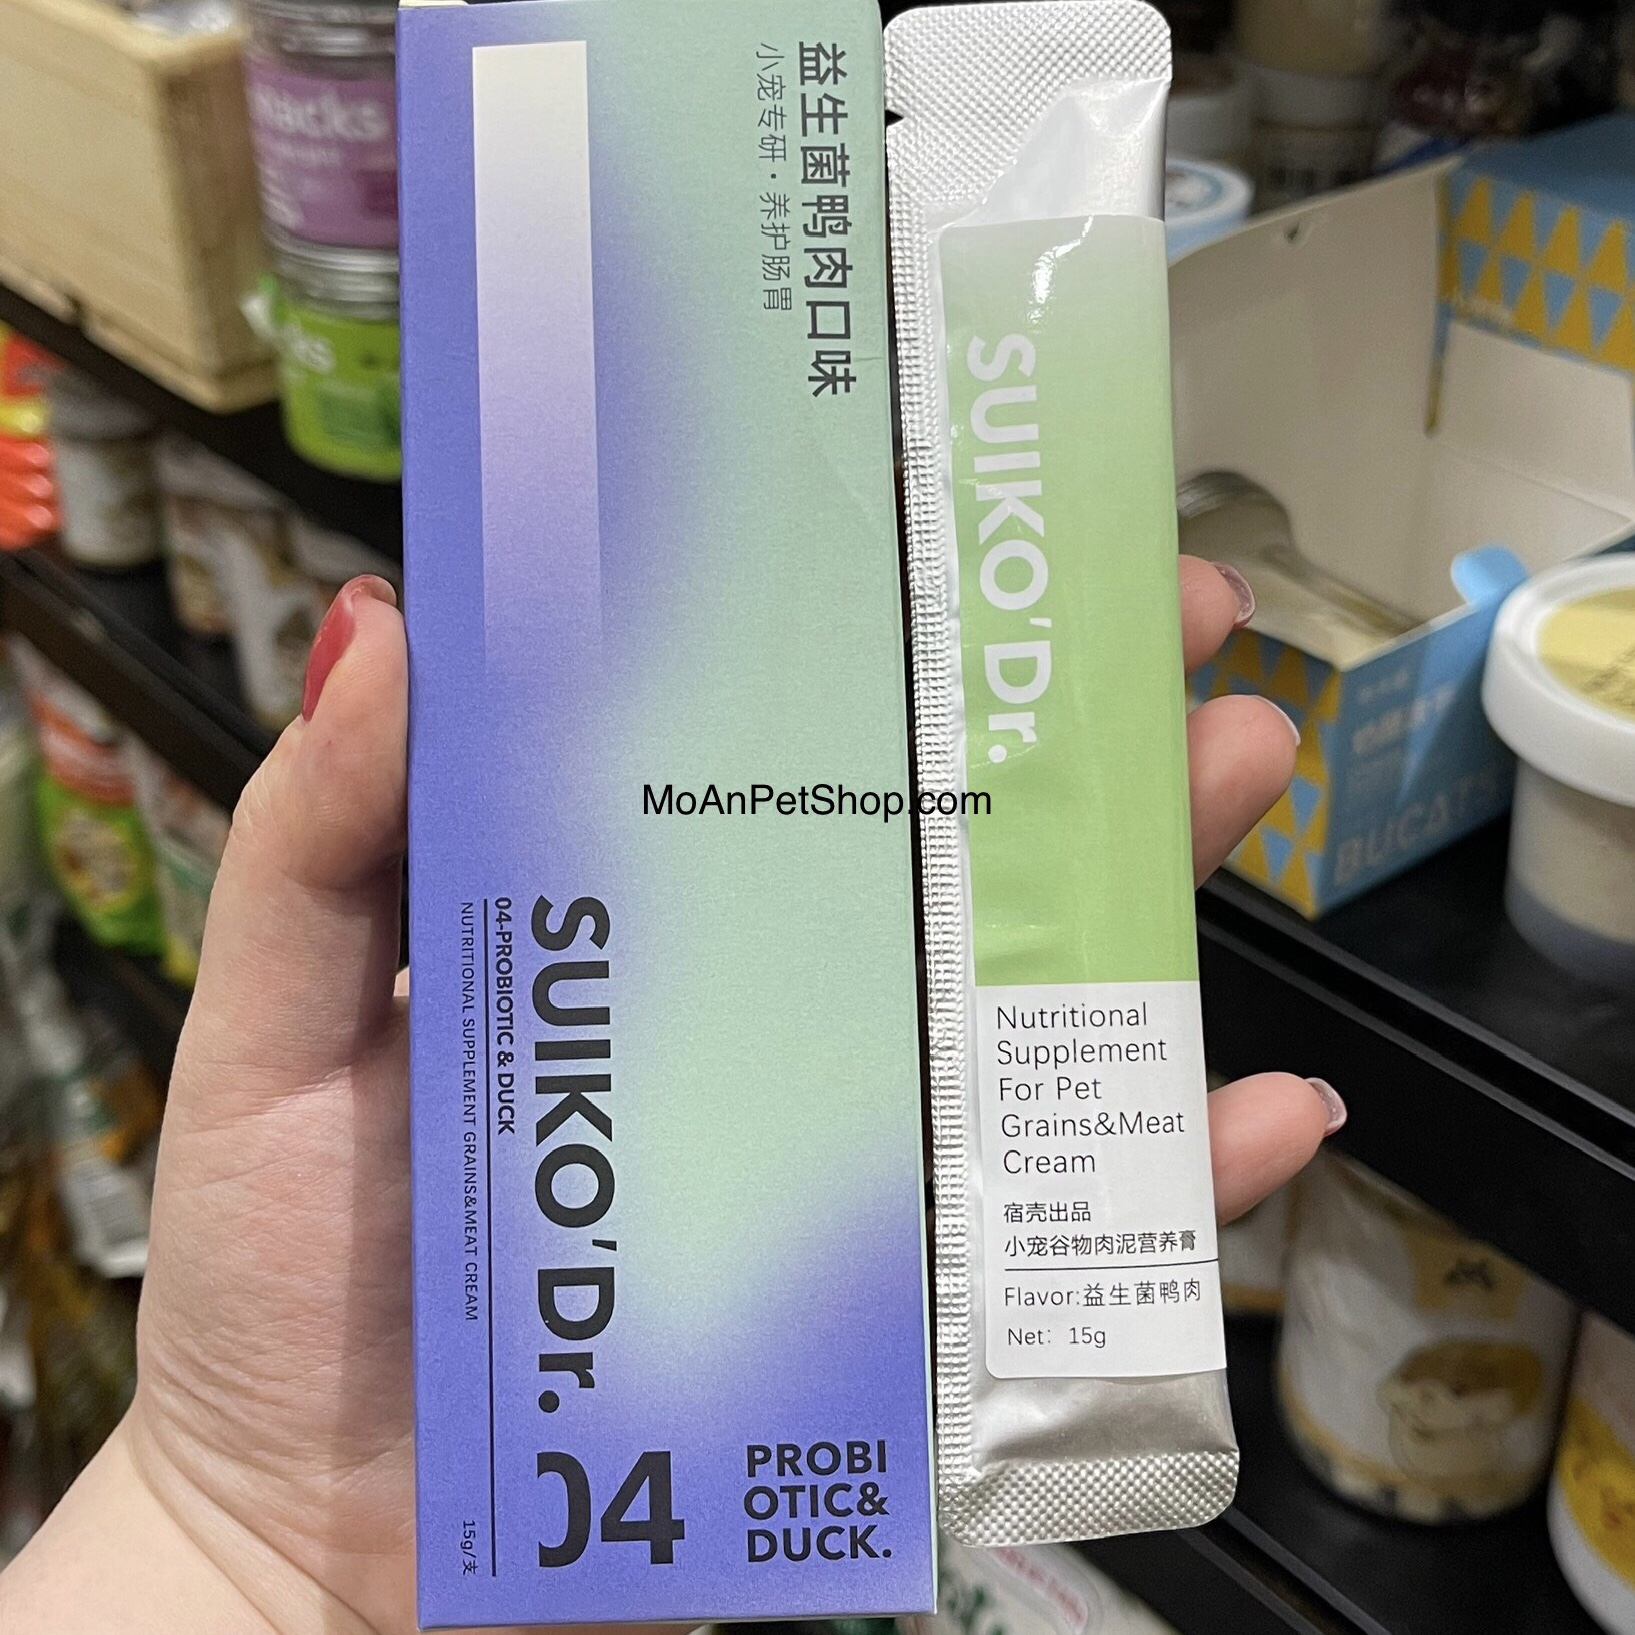 益生菌鸭肉口味
小宠专研·养护肠胃
SUIKO'Dr.
04-PROBIOTIC & DUCK
NUTRITIONAL SUPPLEMENT GRAINS&MEAT CREAM
15g/支
04
PROBI
OTIC&
DUCK.
SUIKO'Dr.
Nutritional
Supplement
For Pet
Grains&Meat
Cream
宿壳出品
小宠谷物肉泥营养膏
Flavor:益生菌鸭肉
Net: 15g
MoAnPetShop.com
BUCATS